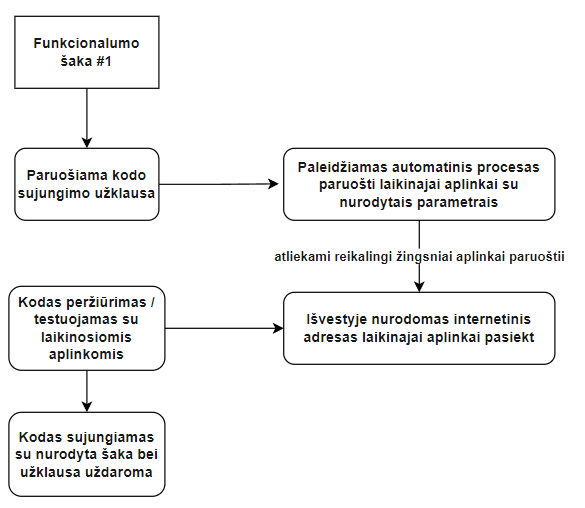 Funkcionalumo
šaka #1
Paruošiama kodo
sujungimo užklausa
Paleidžiamas automatinis procesas
paruošti laikinajai aplinkai su
nurodytais parametrais
atliekami reikalingi žingsniai aplinkai paruoštii
Išvestyje nurodomas internetinis
adresas laikinajai aplinkai pasiekt
Kodas peržiūrimas /
testuojamas su
laikinosiomis
aplinkomis
Kodas sujungiamas
su nurodyta šaka bei
užklausa uždaroma